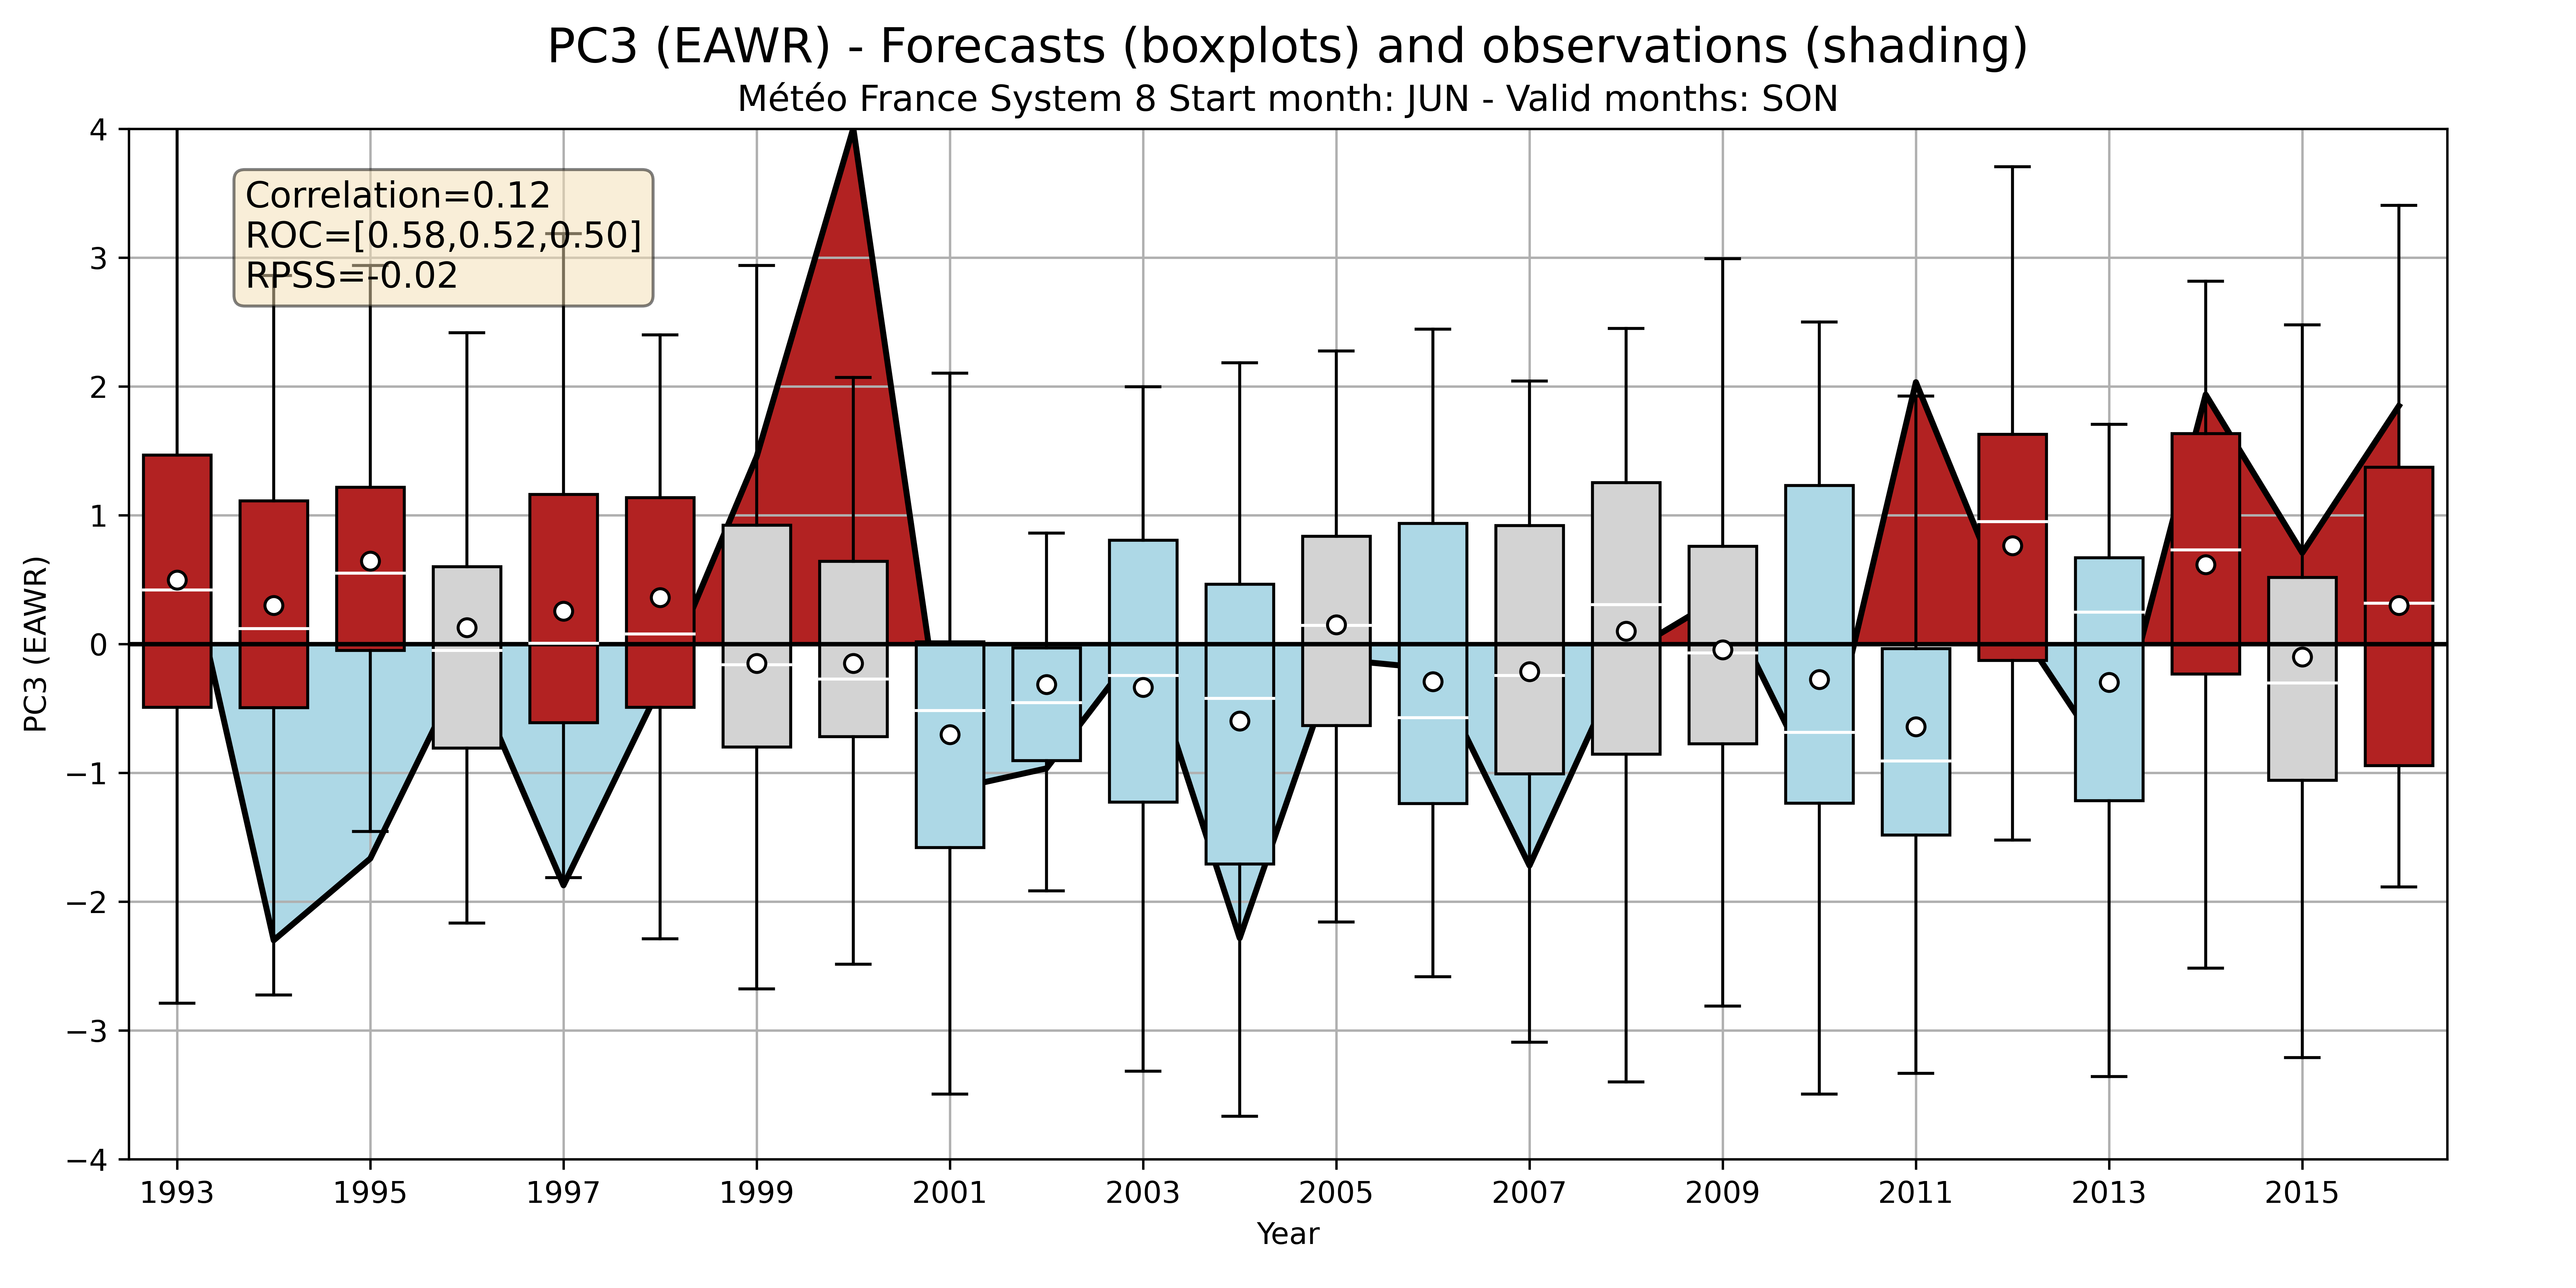 PC3 (EAWR) - Forecasts (boxplots) and observations (shading)
Météo France System 8 Start month: JUN - Valid months: SON
Correlation=0.12
ROC=[0.58,0.52,0.50]
RPSS=-0.02
PC3 (EAWR)
4
3
2
1
0
−1
−2
−3
−4
1993 1995 1997 1999 2001 2003 2005 2007 2009 2011 2013 2015
Year